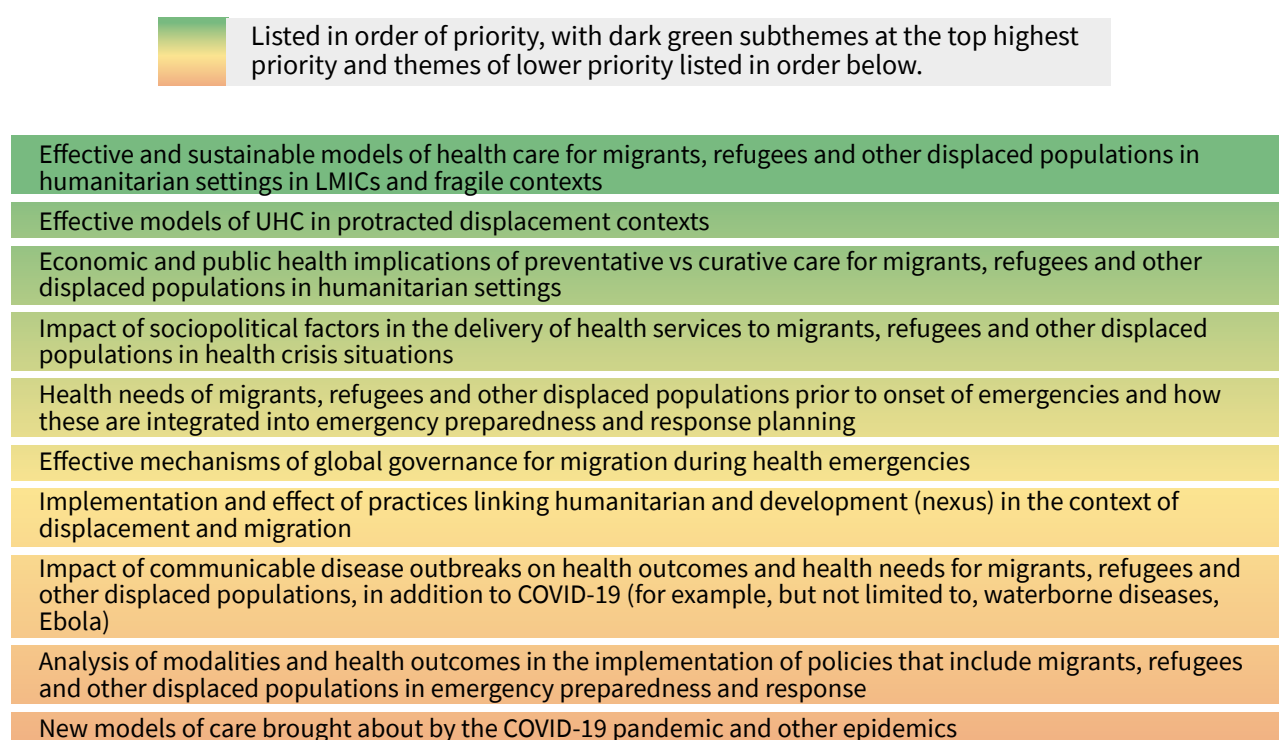 Listed in order of priority, with dark green subthemes at the top highest
priority and themes of lower priority listed in order below.
Effective and sustainable models of health care for migrants, refugees and other displaced populations in
humanitarian settings in LMICs and fragile contexts
Effective models of UHC in protracted displacement contexts
Economic and public health implications of preventative vs curative care for migrants, refugees and other
displaced populations in humanitarian settings
Impact of sociopolitical factors in the delivery of health services to migrants, refugees and other displaced
populations in health crisis situations
Health needs of migrants, refugees and other displaced populations prior to onset of emergencies and how
these are integrated into emergency preparedness and response planning
Effective mechanisms of global governance for migration during health emergencies
Implementation and effect of practices linking humanitarian and development (nexus) in the context of
displacement and migration
Impact of communicable disease outbreaks on health outcomes and health needs for migrants, refugees and
other displaced populations, in addition to COVID-19 (for example, but not limited to, waterborne diseases,
Ebola)
Analysis of modalities and health outcomes in the implementation of policies that include migrants, refugees
and other displaced populations in emergency preparedness and response
New models of care brought about by the COVID-19 pandemic and other epidemics